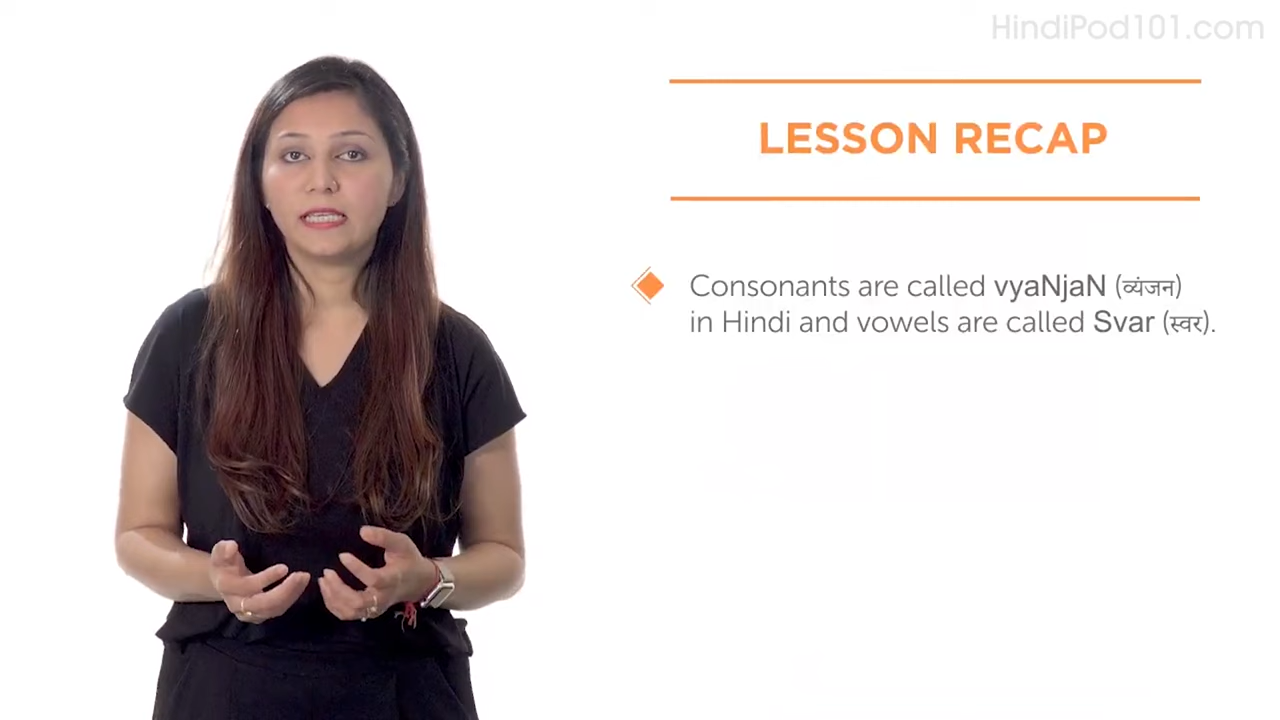 HindiPod101.com
LESSON RECAP
Consonants are called vyaNjaN (व्यंजन)
in Hindi and vowels are called Svar (स्वर).